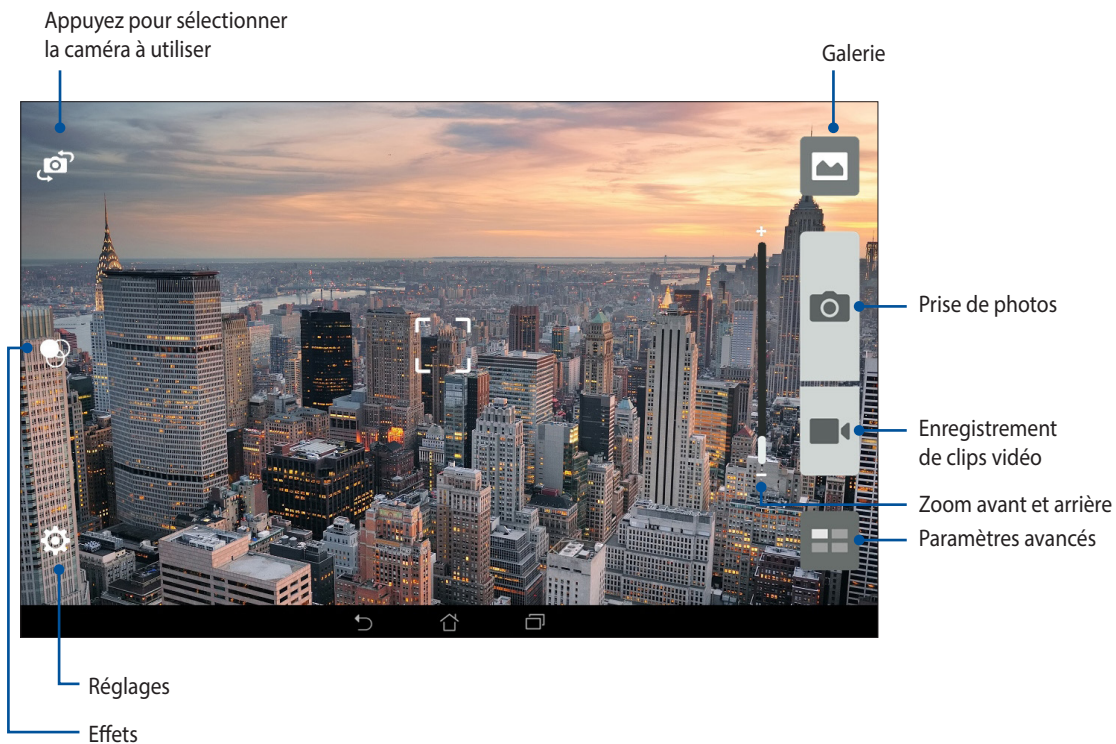 Appuyez pour sélectionner
la caméra à utiliser
Galerie
Prise de photos
Enregistrement
de clips vidéo
Zoom avant et arrière
Paramètres avancés
Réglages
Effets